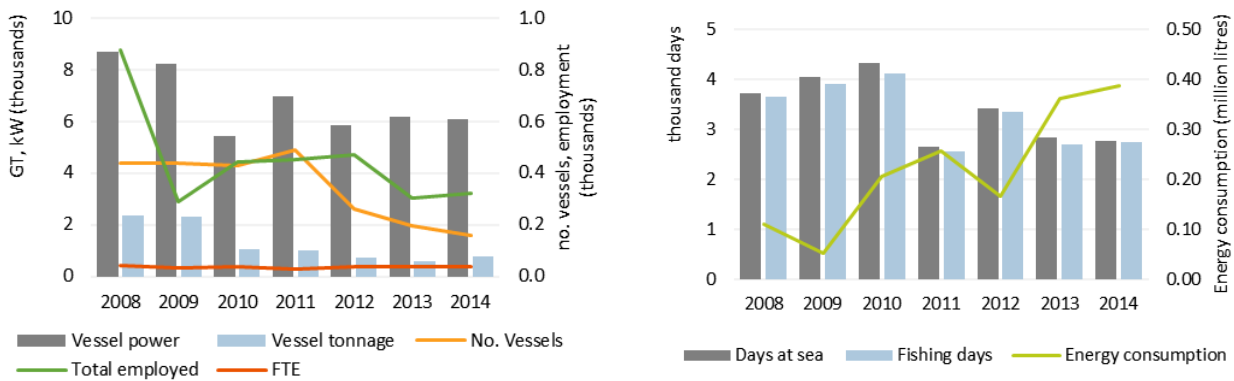 GT, kW (thousands)
10
8
6
4
2
0
1.0
0.8
0.6
0.4
0.2
0.0
no. vessels, employment
(thousands)
2008 2009 2010 2011 2012 2013 2014
Vessel power Vessel tonnage No. Vessels
Total employed FTE
thousand days
5
4
3
2
1
0
0.50
0.40
0.30
0.20
0.10
0.00
Energy consumption (million litres)
2008 2009 2010 2011 2012 2013 2014
Days at sea Fishing days Energy consumption